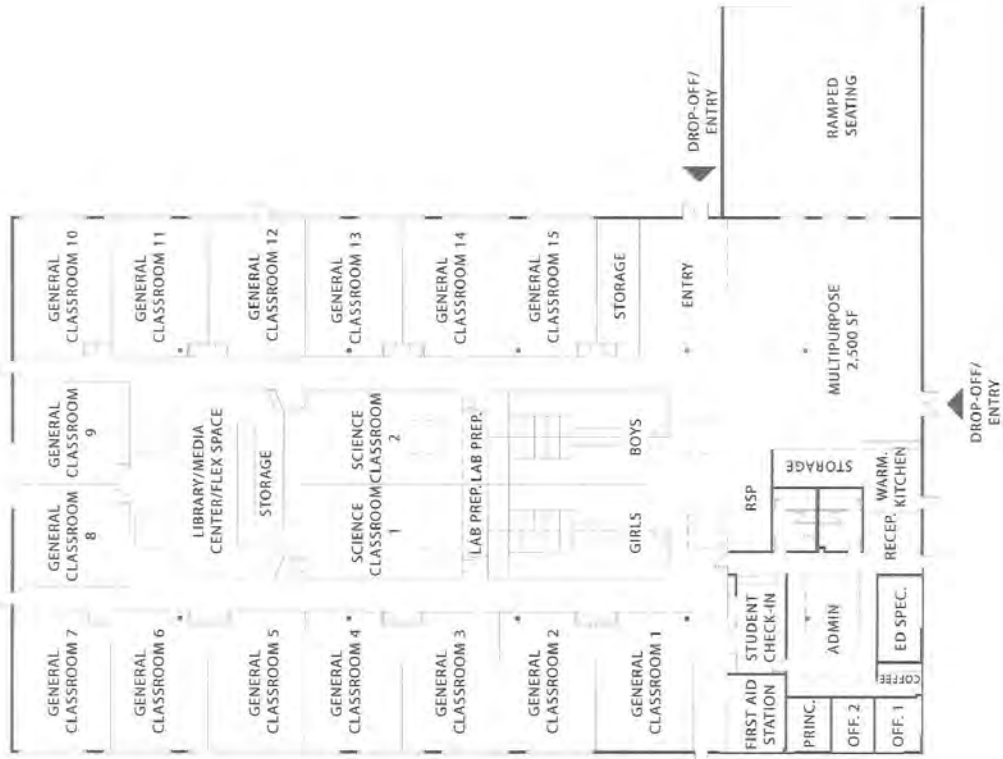 GENERAL
CLASSROOM 10
GENERAL
CLASSROOM 11
GENERAL
CLASSROOM 12
GENERAL
CLASSROOM 13
GENERAL
CLASSROOM 14
GENERAL
CLASSROOM 15
STORAGE
ENTRY
DROP-OFF/
ENTRY
RAMPED
SEATING
GENERAL
CLASSROOM
9
GENERAL
CLASSROOM
8
LIBRARY/MEDIA
CENTER/FLEX SPACE
STORAGE
SCIENCE
CLASSROOM
2
SCIENCE
CLASSROOM
1
LAB PREP.
LAB PREP.
BOYS
GIRLS
MULTIPURPOSE
2,500 SF
DROP-OFF/
ENTRY
RSP
STORAGE
WARM.
KITCHEN
RECEP.
GENERAL
CLASSROOM 7
GENERAL
CLASSROOM 6
GENERAL
CLASSROOM 5
GENERAL
CLASSROOM 4
GENERAL
CLASSROOM 3
GENERAL
CLASSROOM 2
GENERAL
CLASSROOM 1
STUDENT
CHECK-IN
ADMIN
ED SPEC.
COFFEE
FIRST AID
STATION
PRINC.
OFF. 2
OFF. 1